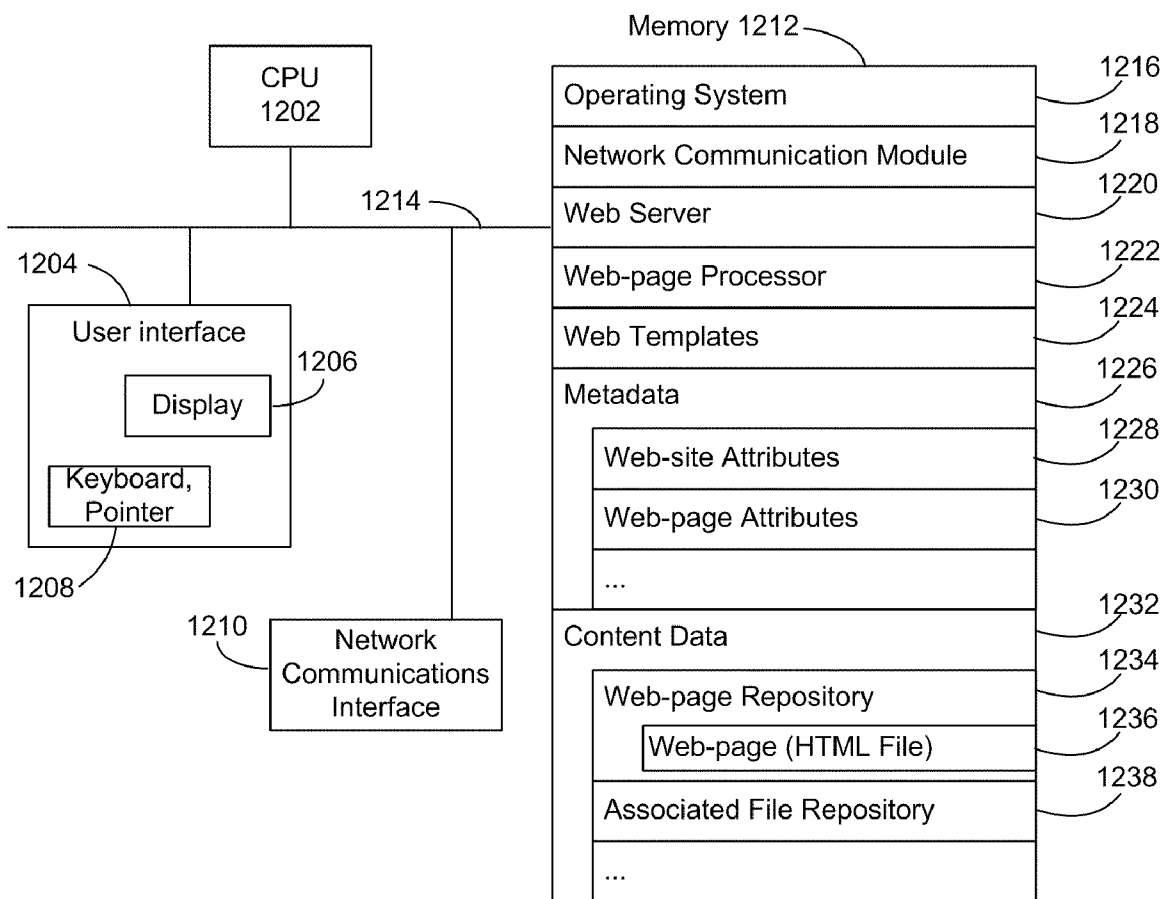 Memory 1212
CPU
1202
1214
1204
User interface
1206
Display
Keyboard,
Pointer
1208
1210
Network
Communications
Interface
Operating System
1216
Network Communication Module
1218
Web Server
1220
Web-page Processor
1222
Web Templates
1224
Metadata
1226
Web-site Attributes
1228
Web-page Attributes
1230
...
Content Data
1232
Web-page Repository
1234
Web-page (HTML File)
1236
Associated File Repository
1238
...